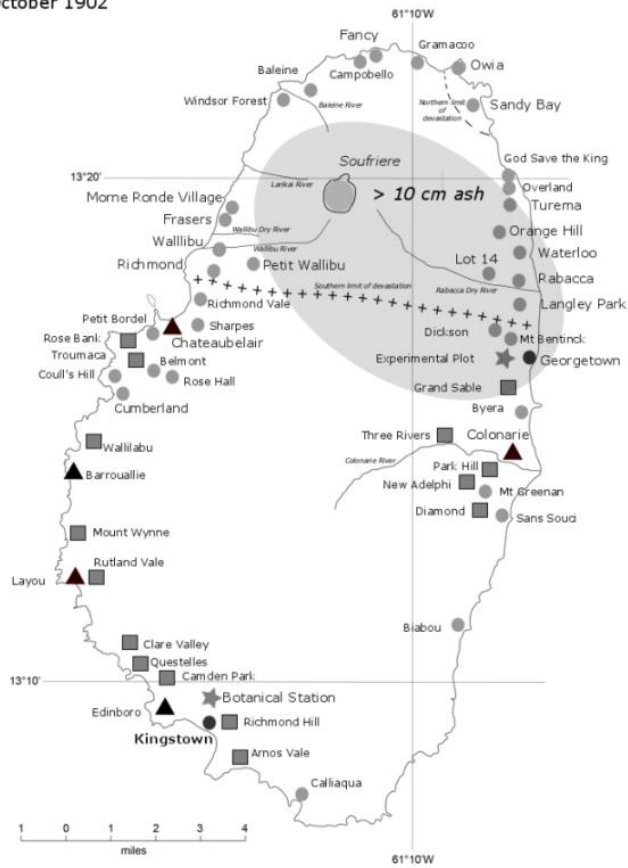 ctober 1902
61°10'W
Fancy
Gramacoo
Baleine
Campobello
Owia
Windsor Forest
Baleine River
Northern limit
of
devastation
Sandy Bay
God Save the King
13°20'
Soufriere
Larikai River
> 10 cm ash
Overland
Morne Ronde Village
Turema
Frasers
Wallibu Dry River
Orange Hill
Walllibu
Wallibu River
Waterloo
Richmond
Petit Wallibu
Lot 14
Rabacca
Southern limit of devastation
Rabacca Dry River
Richmond Vale
Langley Park
Petit Bordel
Sharpes
Dickson
Mt Bentinck
Rose Bank
Chateaubelair
Troumaca
Belmont
Experimental Plot
Georgetown
Coull's Hill
Rose Hall
Grand Sable
Cumberland
Byera
Three Rivers
Colonarie
Wallilabu
Colonarie River
Barrouallie
Park Hill
New Adelphi
Mt Greenan
Diamond
Sans Souci
Mount Wynne
Rutland Vale
Layou
Biabou
Clare Valley
Questelles
Camden Park
13°10'
Botanical Station
Edinboro
Richmond Hill
Kingstown
Arnos Vale
Calliaqua
1 0 1 2 3 4
miles
61°10'W